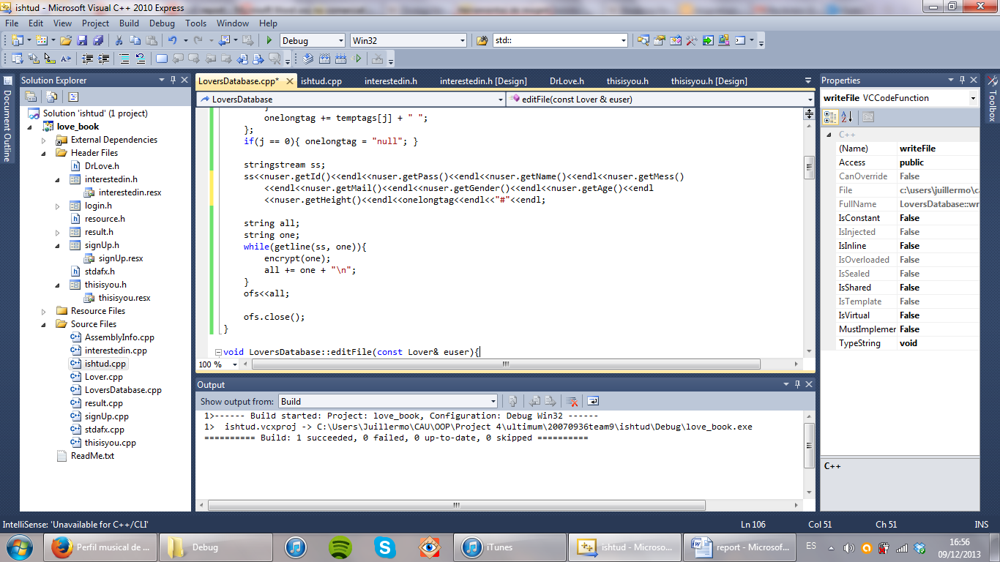 ishtud - Microsoft Visual C++ 2010 Express
File Edit View Project Build Debug Tools Window Help
Debug Win32 std::
Document Outline
Solution Explorer
Solution 'ishtud' (1 project)
love_book
External Dependencies
Header Files
DrLove.h
interestedin.h
interestedin.resx
login.h
resource.h
result.h
signUp.h
signUp.resx
stdafx.h
thisisyou.h
thisisyou.resx
Resource Files
Source Files
AssemblyInfo.cpp
interestedin.cpp
ishtud.cpp
Lover.cpp
LoversDatabase.cpp
result.cpp
signUp.cpp
stdafx.cpp
thisisyou.cpp
ReadMe.txt
LoversDatabase.cpp* ishtud.cpp interestedin.h interestedin.h [Design] DrLove.h thisisyou.h thisisyou.h [Design]
LoversDatabase editFile(const Lover & euser)
}
onelongtag += temptags[j] + " ";
};
if(j == 0){ onelongtag = "null"; }
stringstream ss;
ss<<nuser.getId()<<endl<<nuser.getPass()<<endl<<nuser.getName()<<endl<<nuser.getMess()
<<endl<<nuser.getMail()<<endl<<nuser.getGender()<<endl<<nuser.getAge()<<endl
<<nuser.getHeight()<<endl<<onelongtag<<endl<<"#"<<endl;
string all;
string one;
while(getline(ss, one)){
encrypt(one);
all += one + "\n";
}
ofs<<all;
ofs.close();
}
void LoversDatabase::editFile(const Lover& euser){
100 %
Output
Show output from: Build
1>------ Build started: Project: love_book, Configuration: Debug Win32 ------
1>  ishtud.vcxproj -> C:\Users\Juillermo\CAU\OOP\Project 4\ultimum\20070936team9\ishtud\Debug\love_book.exe
========== Build: 1 succeeded, 0 failed, 0 up-to-date, 0 skipped ==========
Properties
writeFile VCCodeFunction
C++
(Name) writeFile
Access public
CanOverride False
File c:\users\juillermo\ca
FullName LoversDatabase::wr
IsConstant False
IsInjected False
IsInline False
IsOverloaded False
IsSealed False
IsShared False
IsTemplate False
IsVirtual False
MustImplemer False
TypeString void
C++
Toolbox
IntelliSense: 'Unavailable for C++/CLI' Ln 106 Col 51 Ch 51 INS
Perfil musical de ... Debug iTunes ishtud - Microso... report - Microsof... ES 16:56
09/12/2013